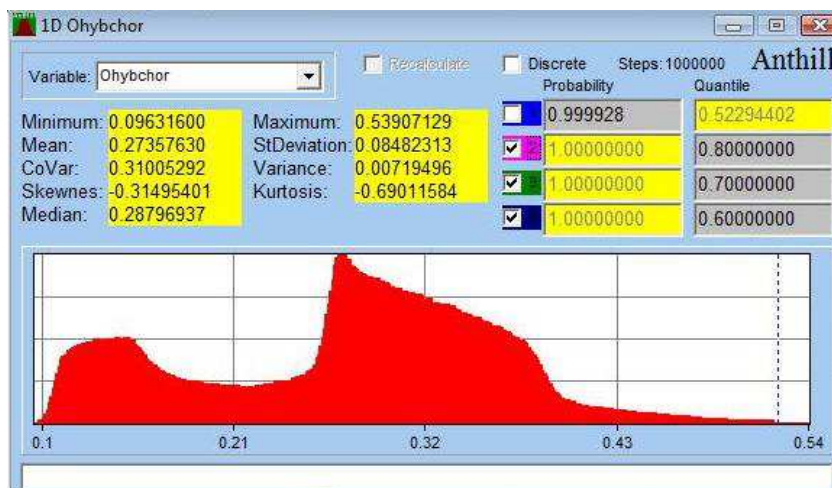 1D Ohybchor
Variable: Ohybchor
Recalculate
Discrete Steps: 1000000 Anthill
Probability Quantile
Minimum: 0.09631600 Maximum: 0.53907129
Mean: 0.27357630 StDeviation: 0.08482313
CoVar: 0.31005292 Variance: 0.00719496
Skewnes: -0.31495401 Kurtosis: -0.69011584
Median: 0.28796937
0.999928 0.52294402
2 1.00000000 0.80000000
1.00000000 0.70000000
1.00000000 0.60000000
0.1 0.21 0.32 0.43 0.54